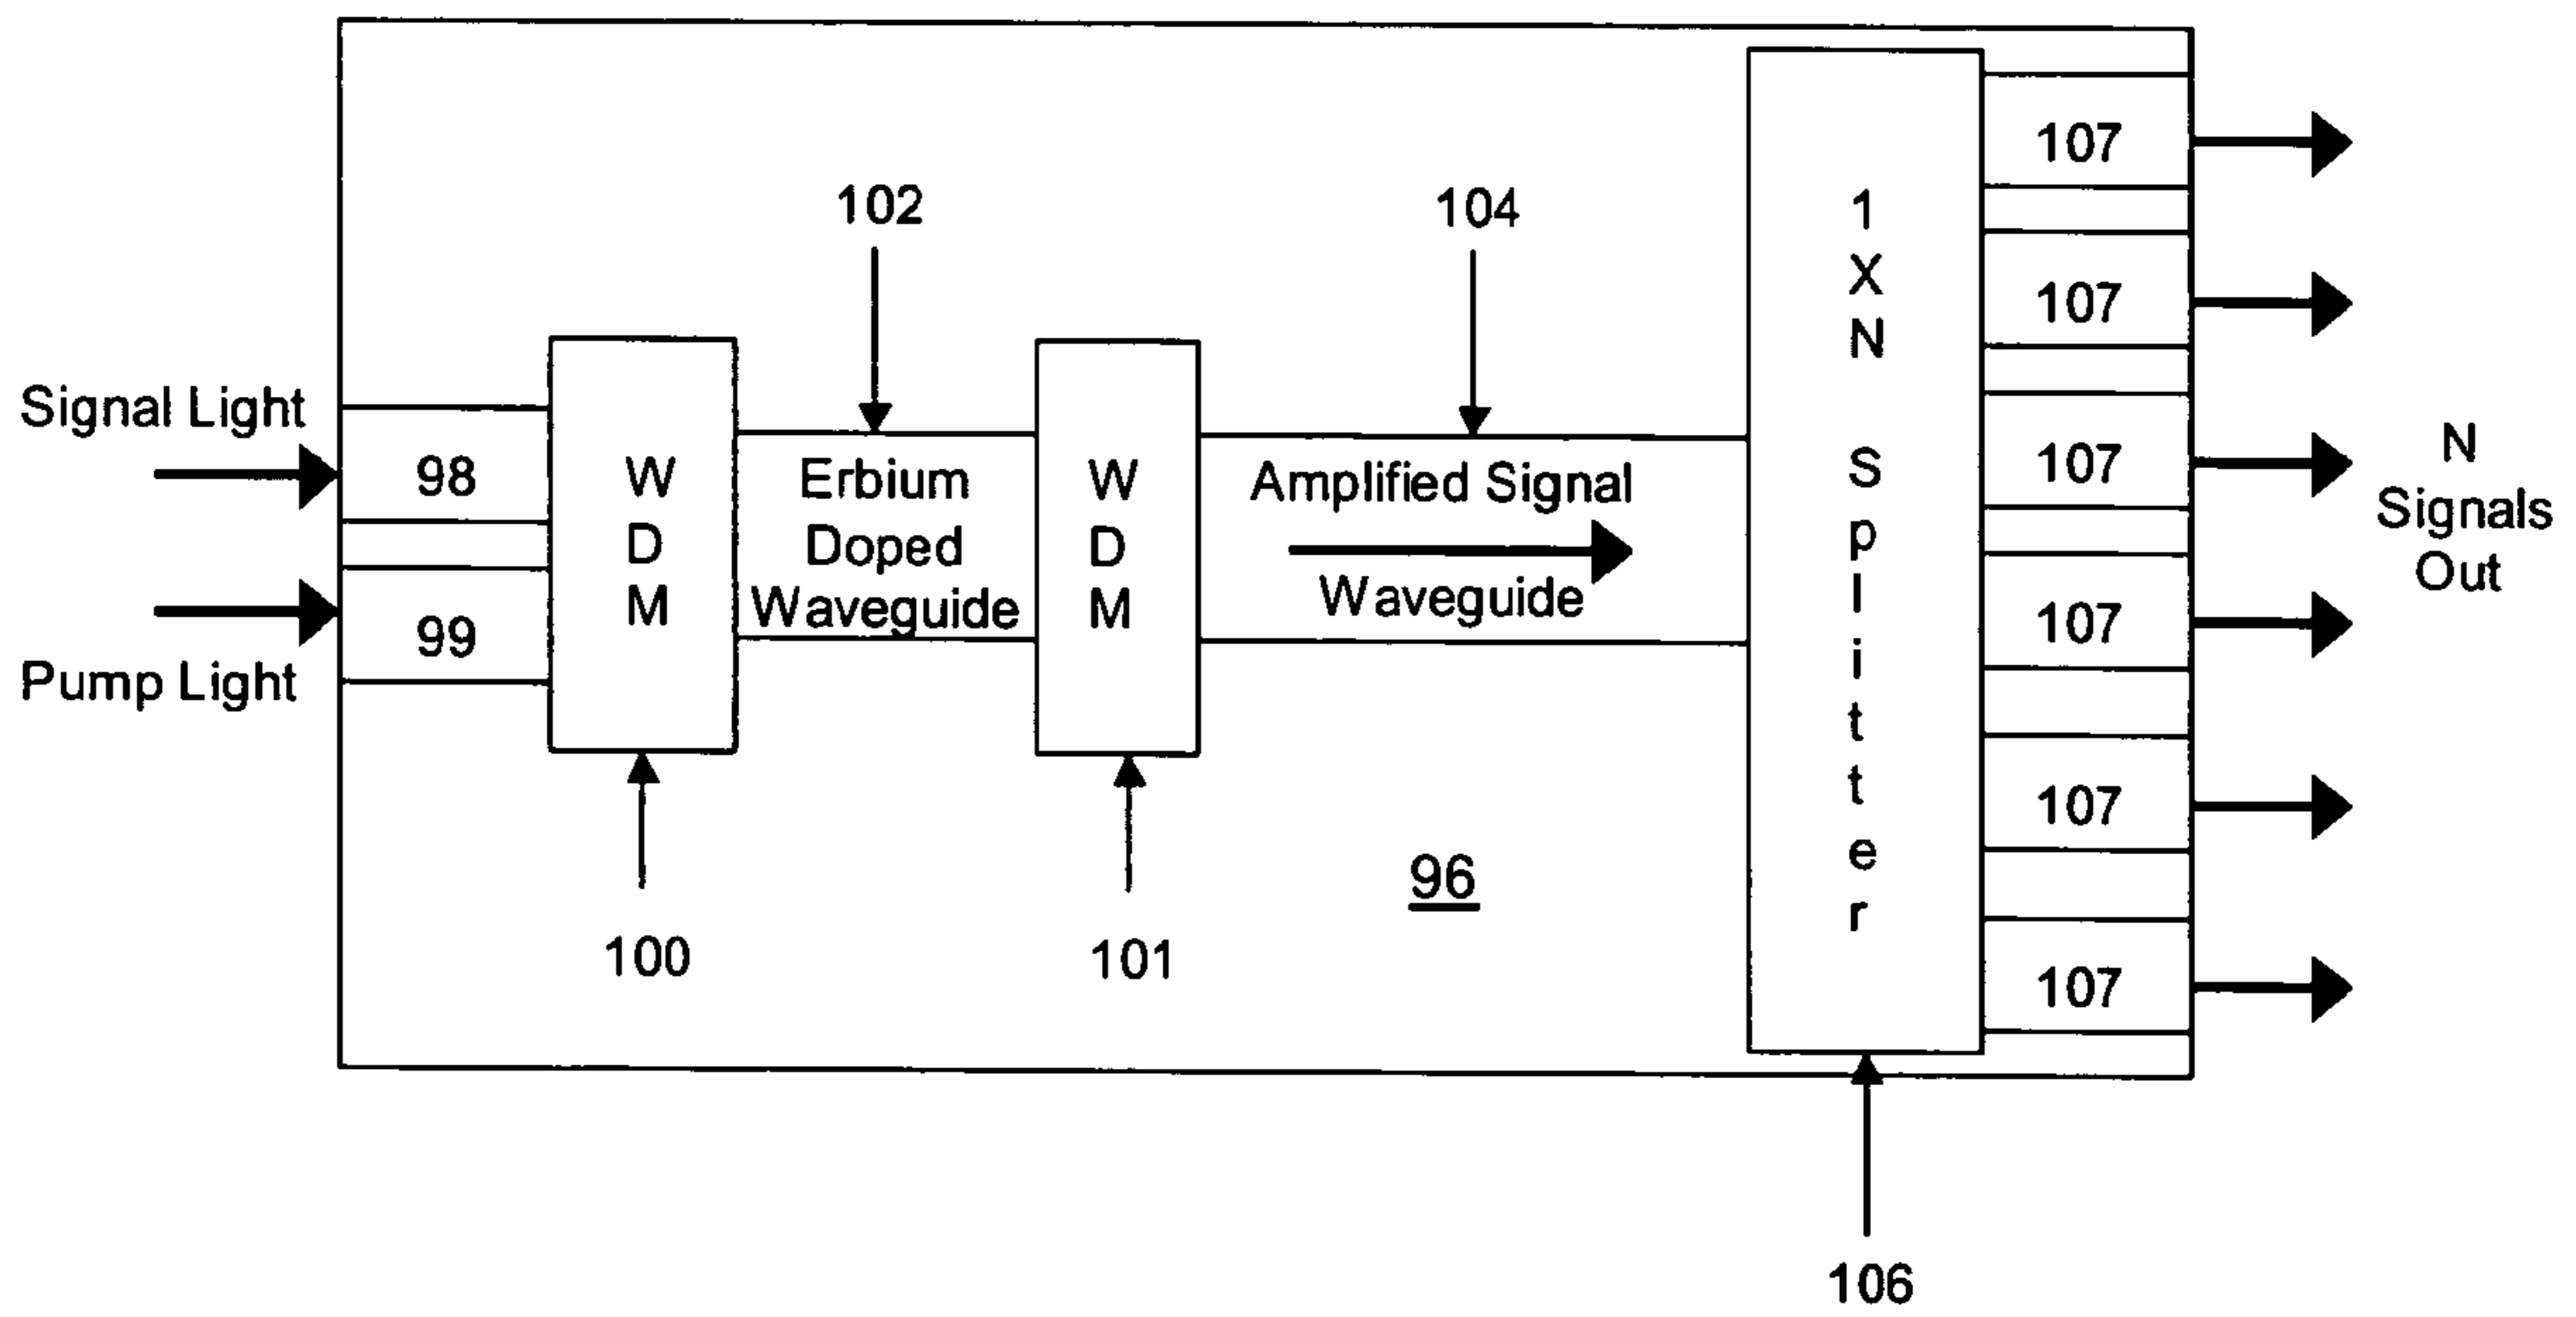 102
104
Signal Light
98
Pump Light
99
W
D
M
Erbium
Doped
Waveguide
W
D
M
Amplified Signal
Waveguide
1
X
N
S
p
l
i
t
t
e
r
107
107
107
107
107
107
N
Signals
Out
96
100
101
106